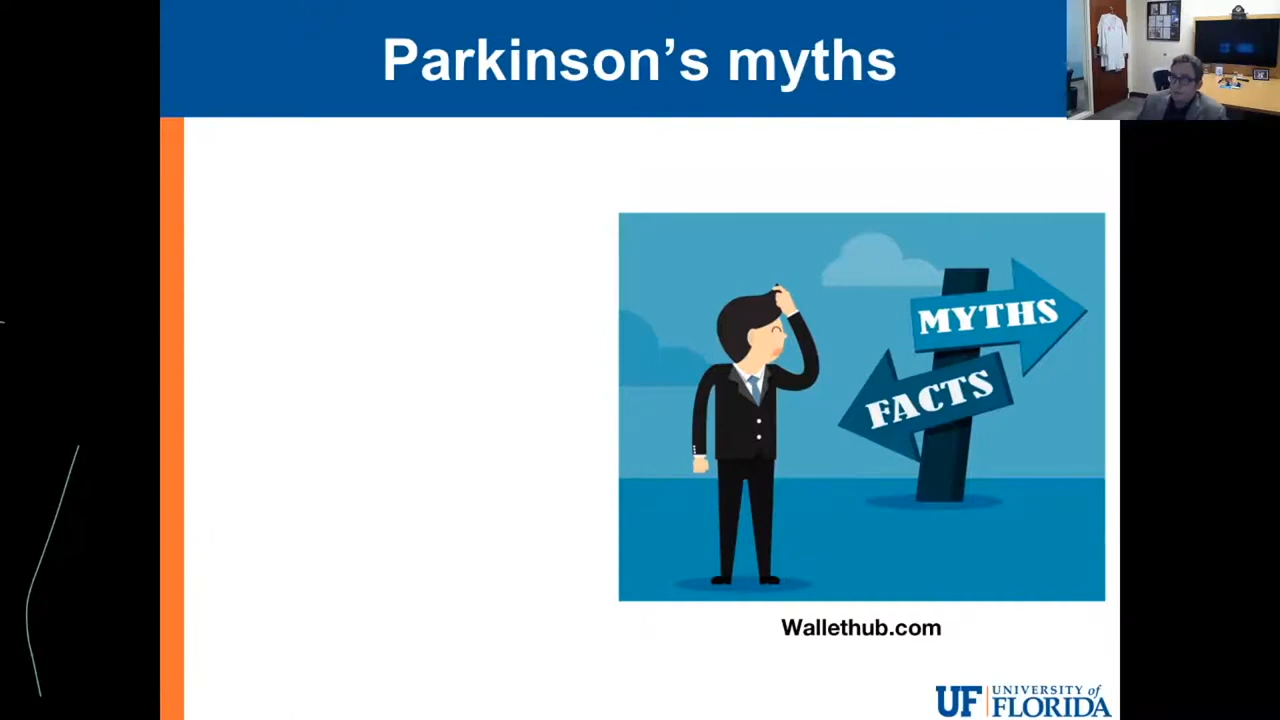 Parkinson's myths
MYTHS
FACTS
Wallethub.com
UF UNIVERSITY of
FLORIDA